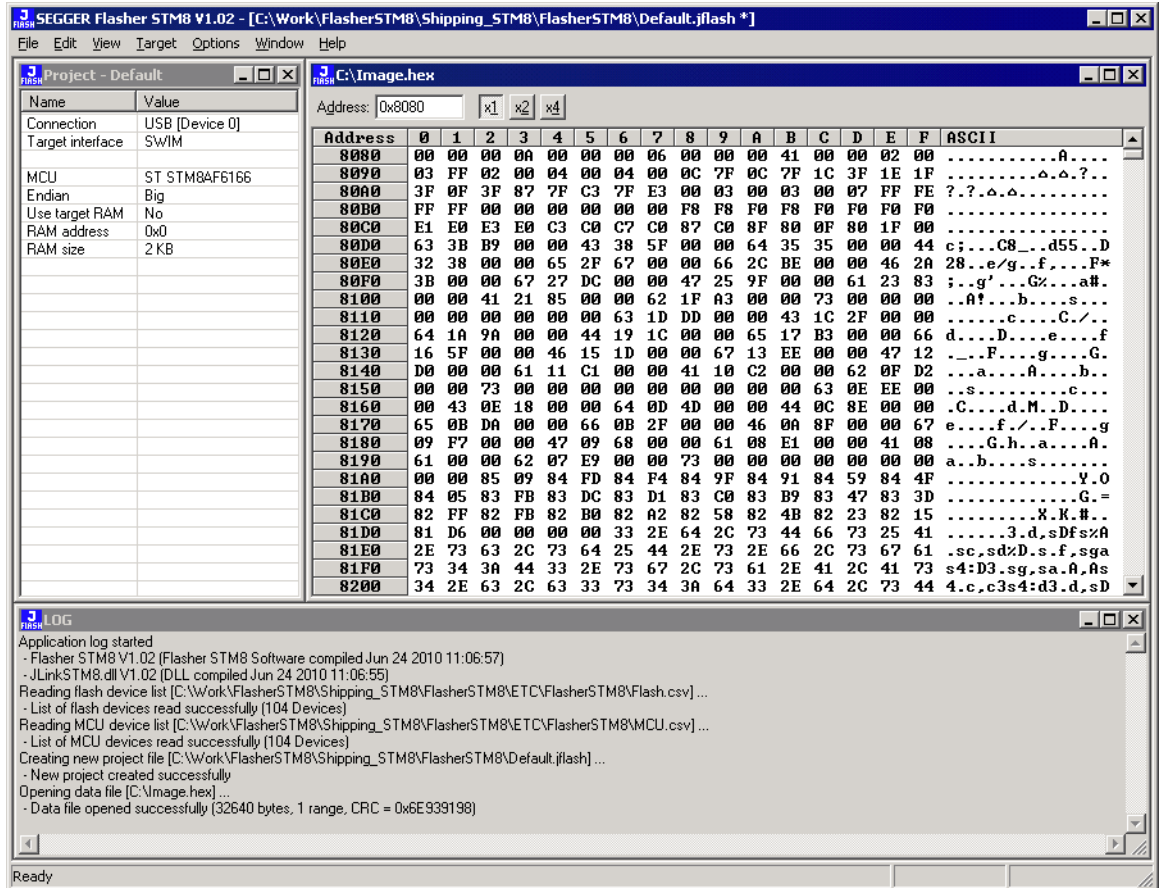 SEGGER Flasher STM8 V1.02 - [C:\Work\FlasherSTM8\Shipping_STM8\FlasherSTM8\Default.jflash *]
File Edit View Target Options Window Help
Project - Default
Name Value
Connection USB [Device 0]
Target interface SWIM
MCU ST STM8AF6166
Endian Big
Use target RAM No
RAM address 0x0
RAM size 2 KB
C:\Image.hex
Address: 0x8080 x1 x2 x4
Address 0 1 2 3 4 5 6 7 8 9 A B C D E F ASCII
8080 00 00 00 0A 00 00 00 06 00 00 00 41 00 00 02 00 ...........A....
8090 03 FF 02 00 04 00 04 00 0C 7F 0C 7F 1C 3F 1E 1F .........⌂.⌂.?..
80A0 3F 0F 3F 87 7F C3 7F E3 00 03 00 03 00 07 FF FE ?.?.⌂.⌂.........
80B0 FF FF 00 00 00 00 00 00 F8 F8 F0 F8 F0 F0 F0 F0 ................
80C0 E1 E0 E3 E0 C3 C0 C7 C0 87 C0 8F 80 0F 80 1F 00 ................
80D0 63 3B B9 00 00 43 38 5F 00 00 64 35 35 00 00 44 c;...C8_..d55..D
80E0 32 38 00 00 65 2F 67 00 00 66 2C BE 00 00 46 2A 28..e/g..f,...F*
80F0 3B 00 00 67 27 DC 00 00 47 25 9F 00 00 61 23 83 ;..g'...G%...a#.
8100 00 00 41 21 85 00 00 62 1F A3 00 00 73 00 00 00 ..A!...b....s...
8110 00 00 00 00 00 00 63 1D DD 00 00 43 1C 2F 00 00 ......c....C./..
8120 64 1A 9A 00 00 44 19 1C 00 00 65 17 B3 00 00 66 d....D....e....f
8130 16 5F 00 00 46 15 1D 00 00 67 13 EE 00 00 47 12 ._..F....g....G.
8140 D0 00 00 61 11 C1 00 00 41 10 C2 00 00 62 0F D2 ...a....A....b..
8150 00 00 73 00 00 00 00 00 00 00 00 63 0E EE 00 ..s........c...
8160 00 43 0E 18 00 00 64 0D 4D 00 00 44 0C 8E 00 00 .C....d.M..D....
8170 65 0B DA 00 00 66 0B 2F 00 00 46 0A 8F 00 00 67 e....f./..F....g
8180 09 F7 00 00 47 09 68 00 00 61 08 E1 00 00 41 08 ....G.h..a....A.
8190 61 00 00 62 07 E9 00 00 73 00 00 00 00 00 00 00 a..b....s.......
81A0 00 00 85 09 84 FD 84 F4 84 9F 84 91 84 59 84 4F .............Y.O
81B0 84 05 83 FB 83 DC 83 D1 83 C0 83 B9 83 47 83 3D .............G.=
81C0 82 FF 82 FB 82 B0 82 A2 82 58 82 4B 82 23 82 15 .........X.K.#..
81D0 81 D6 00 00 00 00 33 2E 64 2C 73 44 66 73 25 41 ......3.d,sDfs%A
81E0 2E 73 63 2C 73 64 25 44 2E 73 2E 66 2C 73 67 61 .sc,sd%D.s.f,sga
81F0 73 34 3A 44 33 2E 73 67 2C 73 61 2E 41 2C 41 73 s4:D3.sg,sa.A,As
8200 34 2E 63 2C 63 33 73 34 3A 64 33 2E 64 2C 73 44 4.c,c3s4:d3.d,sD
LOG
Application log started
- Flasher STM8 V1.02 (Flasher STM8 Software compiled Jun 24 2010 11:06:57)
- JLinkSTM8.dll V1.02 (DLL compiled Jun 24 2010 11:06:55)
Reading flash device list [C:\Work\FlasherSTM8\Shipping_STM8\FlasherSTM8\ETC\FlasherSTM8\Flash.csv] ...
- List of flash devices read successfully (104 Devices)
Reading MCU device list [C:\Work\FlasherSTM8\Shipping_STM8\FlasherSTM8\ETC\FlasherSTM8\MCU.csv] ...
- List of MCU devices read successfully (104 Devices)
Creating new project file [C:\Work\FlasherSTM8\Shipping_STM8\FlasherSTM8\Default.jflash] ...
- New project created successfully
Opening data file [C:\Image.hex] ...
- Data file opened successfully (32640 bytes, 1 range, CRC = 0x6E939198)
Ready